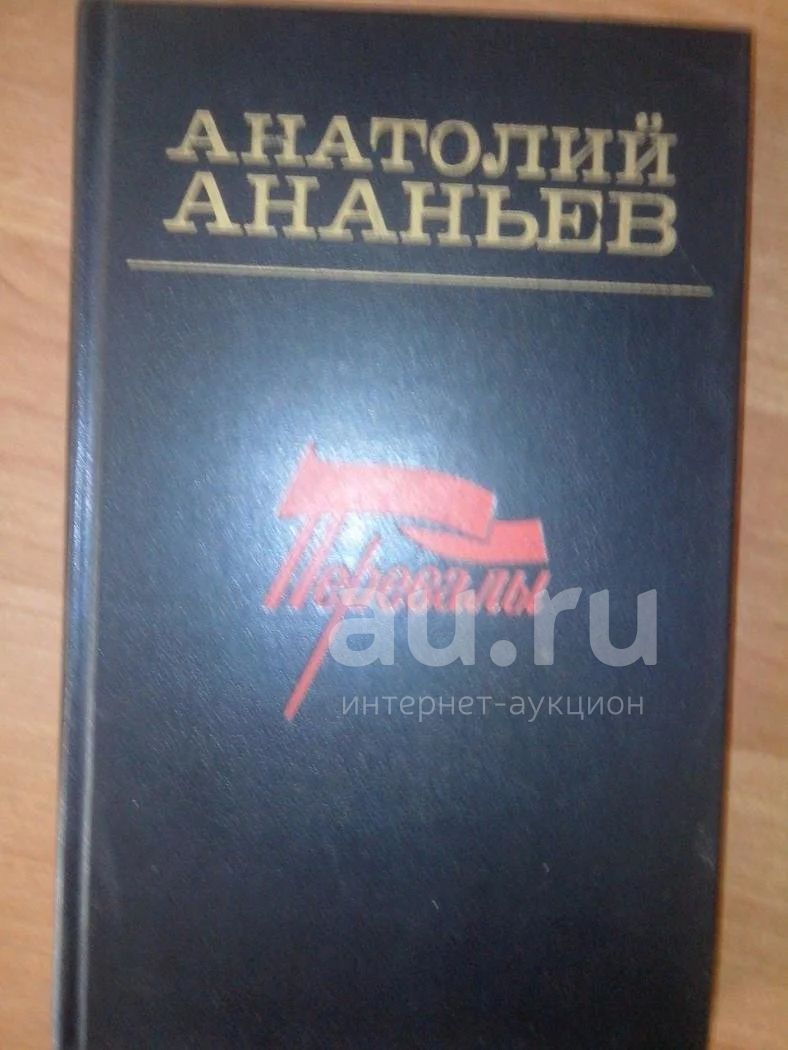 АНАТОЛИЙ
АНАНЬЕВ
Перевалы
au.ru
интернет-аукцион